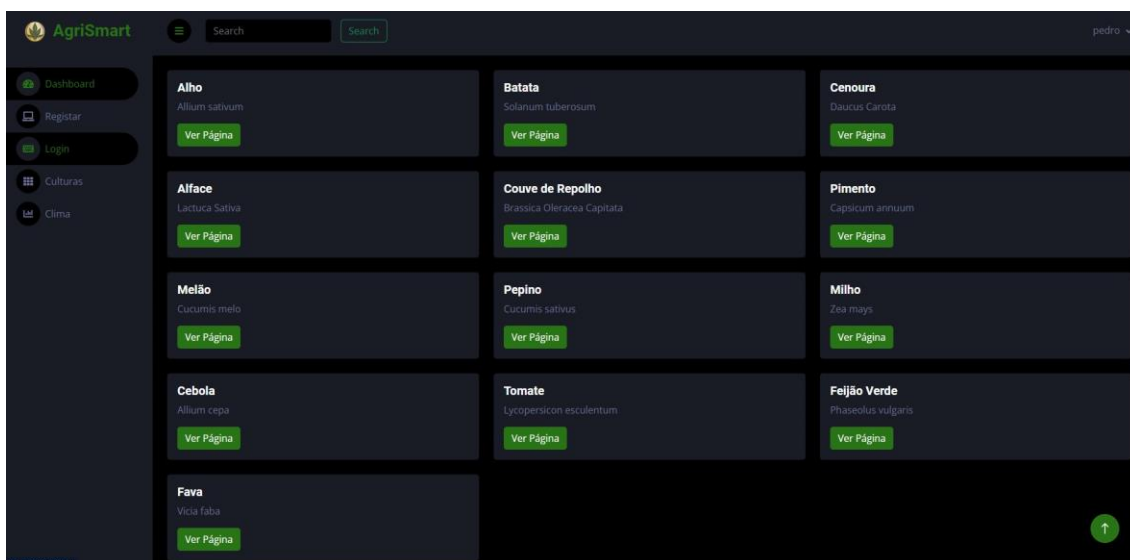 AgriSmart
Search
Search
pedro
Dashboard
Registar
Login
Culturas
Clima
Alho
Allium sativum
Ver Página
Batata
Solanum tuberosum
Ver Página
Cenoura
Daucus Carota
Ver Página
Alface
Lactuca Sativa
Ver Página
Couve de Repolho
Brassica Oleracea Capitata
Ver Página
Pimento
Capsicum annuum
Ver Página
Melão
Cucumis melo
Ver Página
Pepino
Cucumis sativus
Ver Página
Milho
Zea mays
Ver Página
Cebola
Allium cepa
Ver Página
Tomate
Lycopersicon esculentum
Ver Página
Feijão Verde
Phaseolus vulgaris
Ver Página
Fava
Vicia faba
Ver Página